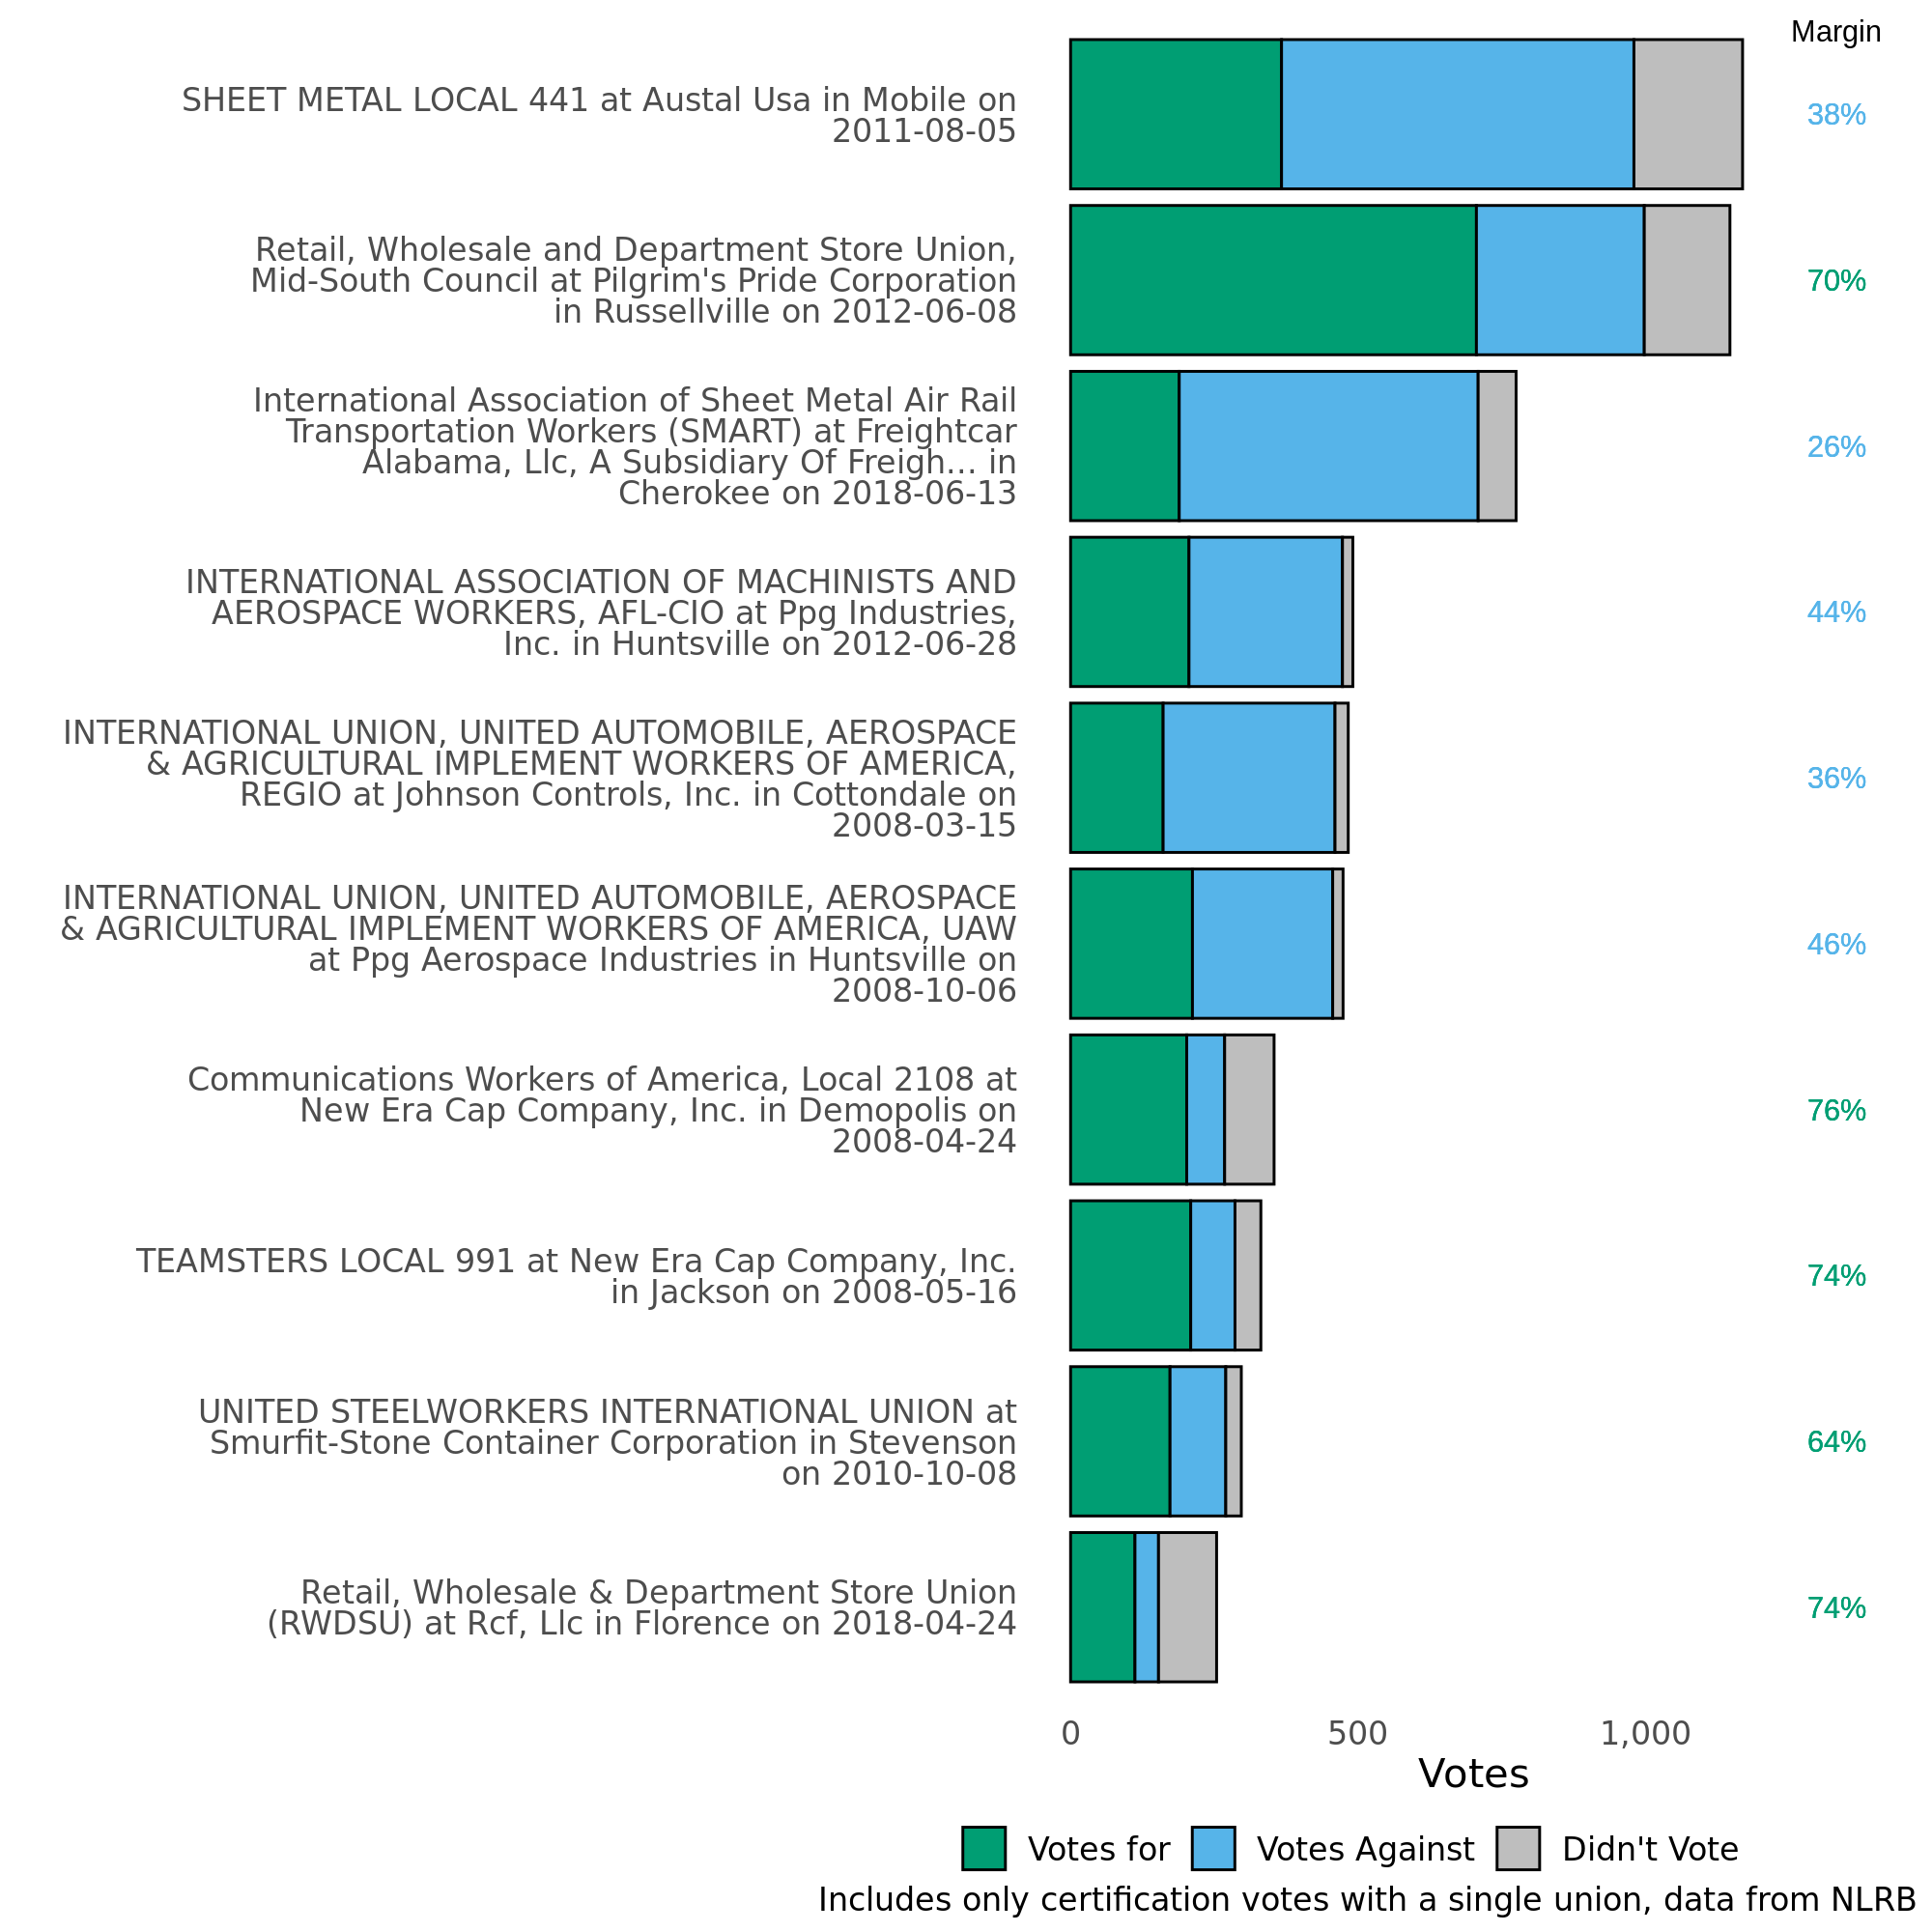 Margin
SHEET METAL LOCAL 441 at Austal Usa in Mobile on
2011-08-05
38%
Retail, Wholesale and Department Store Union,
Mid-South Council at Pilgrim's Pride Corporation
in Russellville on 2012-06-08
70%
International Association of Sheet Metal Air Rail
Transportation Workers (SMART) at Freightcar
Alabama, Llc, A Subsidiary Of Freigh... in
Cherokee on 2018-06-13
26%
INTERNATIONAL ASSOCIATION OF MACHINISTS AND
AEROSPACE WORKERS, AFL-CIO at Ppg Industries,
Inc. in Huntsville on 2012-06-28
44%
INTERNATIONAL UNION, UNITED AUTOMOBILE, AEROSPACE
& AGRICULTURAL IMPLEMENT WORKERS OF AMERICA,
REGIO at Johnson Controls, Inc. in Cottondale on
2008-03-15
36%
INTERNATIONAL UNION, UNITED AUTOMOBILE, AEROSPACE
& AGRICULTURAL IMPLEMENT WORKERS OF AMERICA, UAW
at Ppg Aerospace Industries in Huntsville on
2008-10-06
46%
Communications Workers of America, Local 2108 at
New Era Cap Company, Inc. in Demopolis on
2008-04-24
76%
TEAMSTERS LOCAL 991 at New Era Cap Company, Inc.
in Jackson on 2008-05-16
74%
UNITED STEELWORKERS INTERNATIONAL UNION at
Smurfit-Stone Container Corporation in Stevenson
on 2010-10-08
64%
Retail, Wholesale & Department Store Union
(RWDSU) at Rcf, Llc in Florence on 2018-04-24
74%
0 500 1,000
Votes
Votes for Votes Against Didn't Vote
Includes only certification votes with a single union, data from NLRB